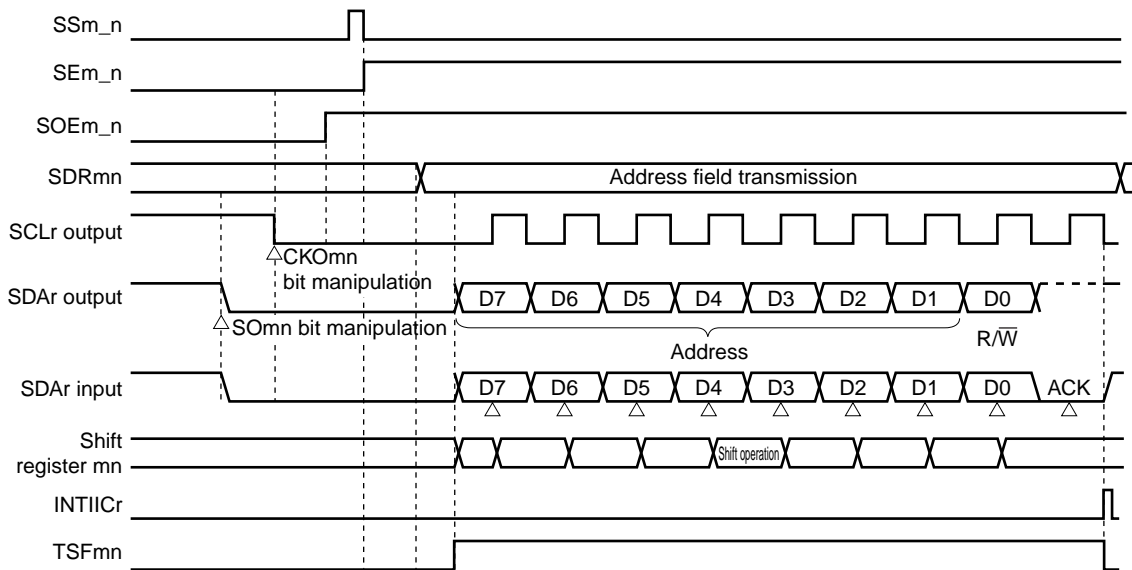 SSm_n
SEm_n
SOEm_n
SDRmn
Address field transmission
SCLr output
CKOmn
bit manipulation
SDAr output
D7 D6 D5 D4 D3 D2 D1 D0
SOmn bit manipulation
Address
R/W̅
SDAr input
D7 D6 D5 D4 D3 D2 D1 D0 ACK
Shift
register mn
Shift operation
INTIICr
TSFmn